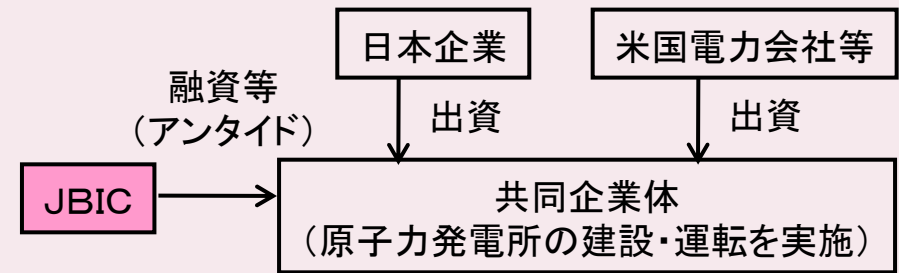 日本企業
米国電力会社等
融資等
（アンタイド）
出資
出資
JBIC
共同企業体
（原子力発電所の建設・運転を実施）